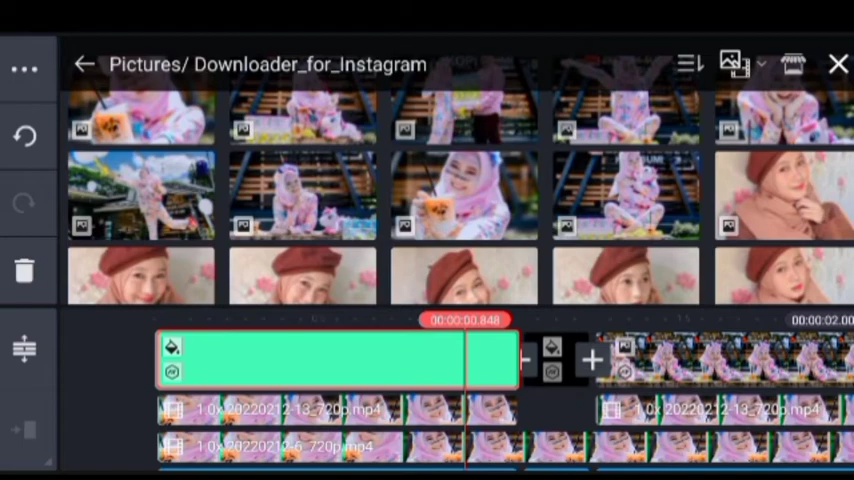 Pictures/ Downloader_for_Instagram
00:00:00.848
00:00:02.00
1.0x 20220212-13_720p.mp4
1.0x 20220212-13_720p.mp4
1.0x 20220212-6_720p.mp4